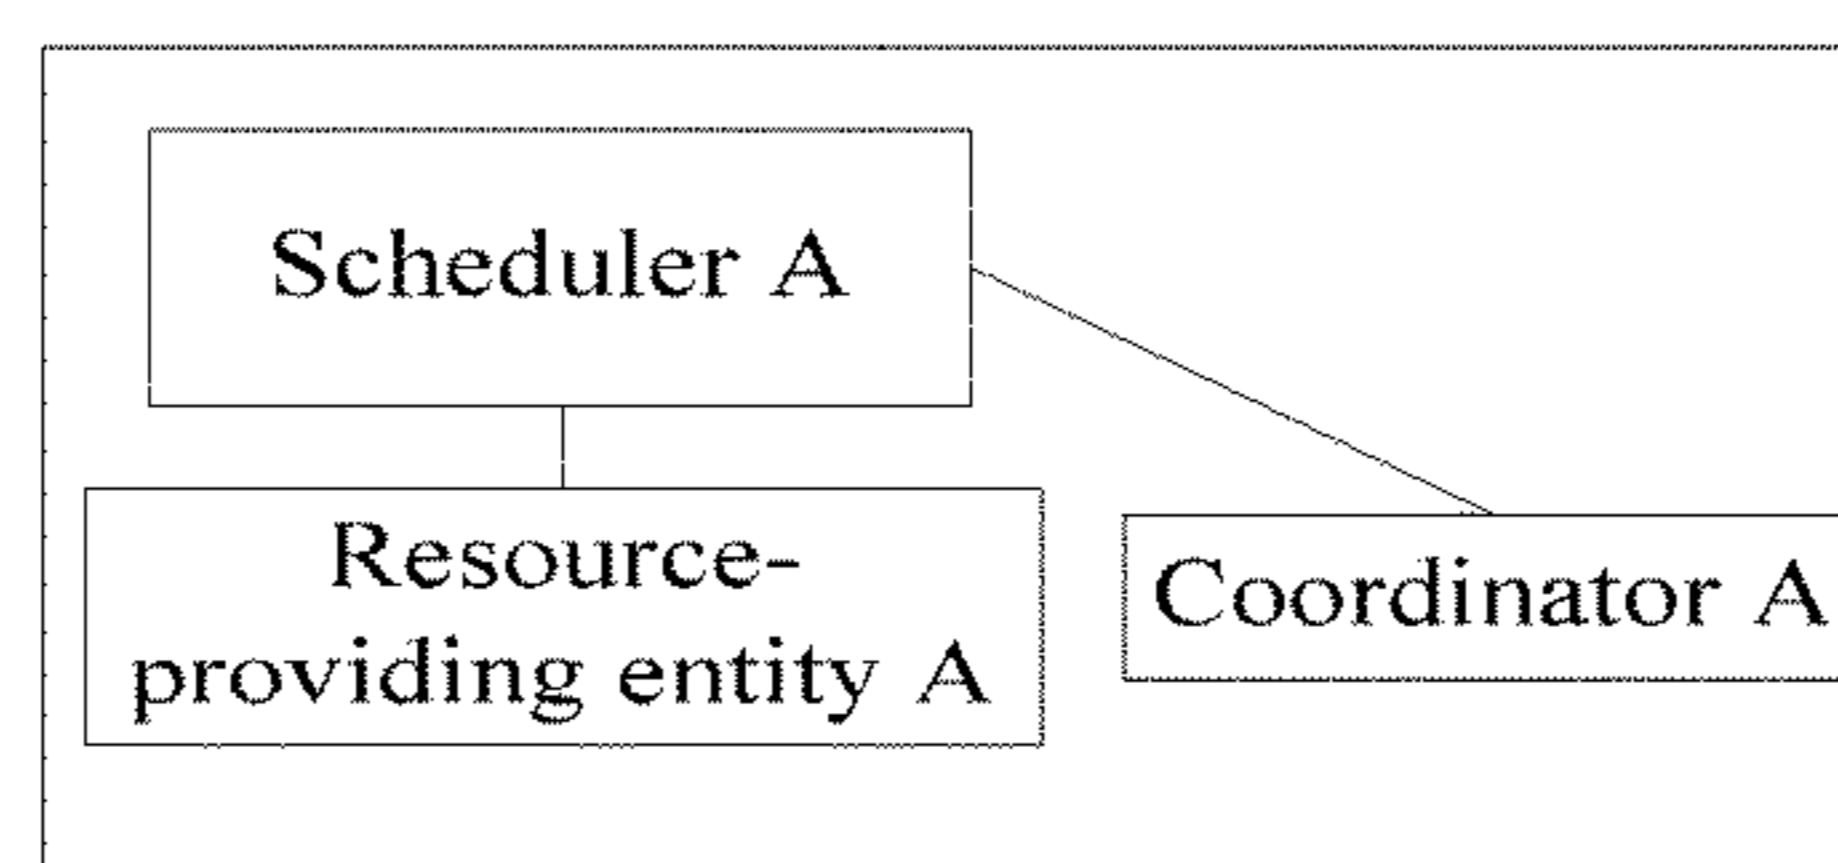 Scheduler A
Resource-
providing entity A
Coordinator A